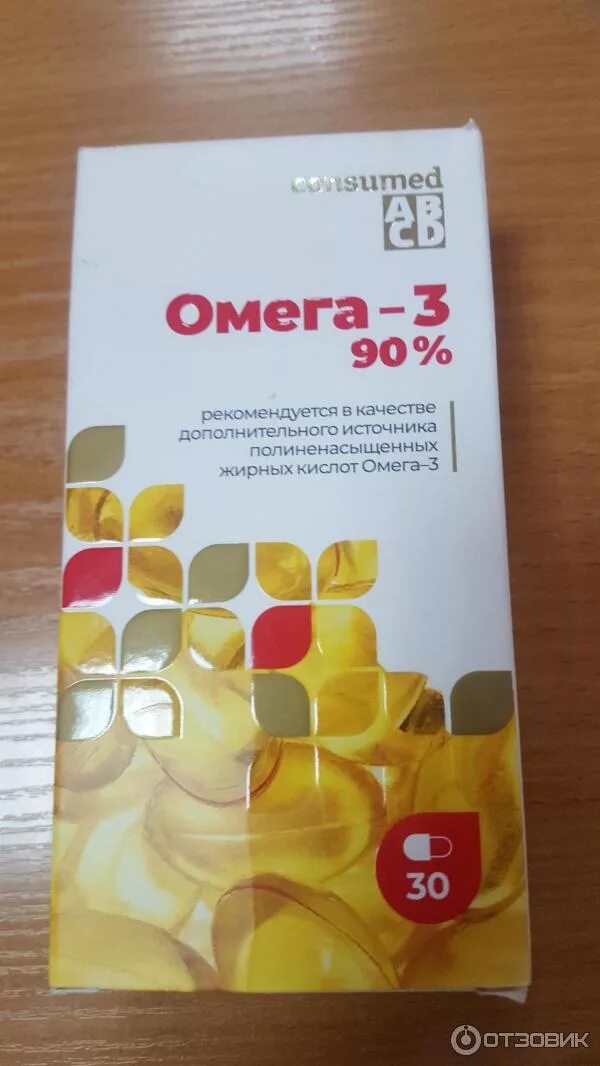 consumed
AB
CD
Омега – 3
90%
рекомендуется в качестве
дополнительного источника
полиненасыщенных
жирных кислот Омега–3
30
ОТЗОВИК